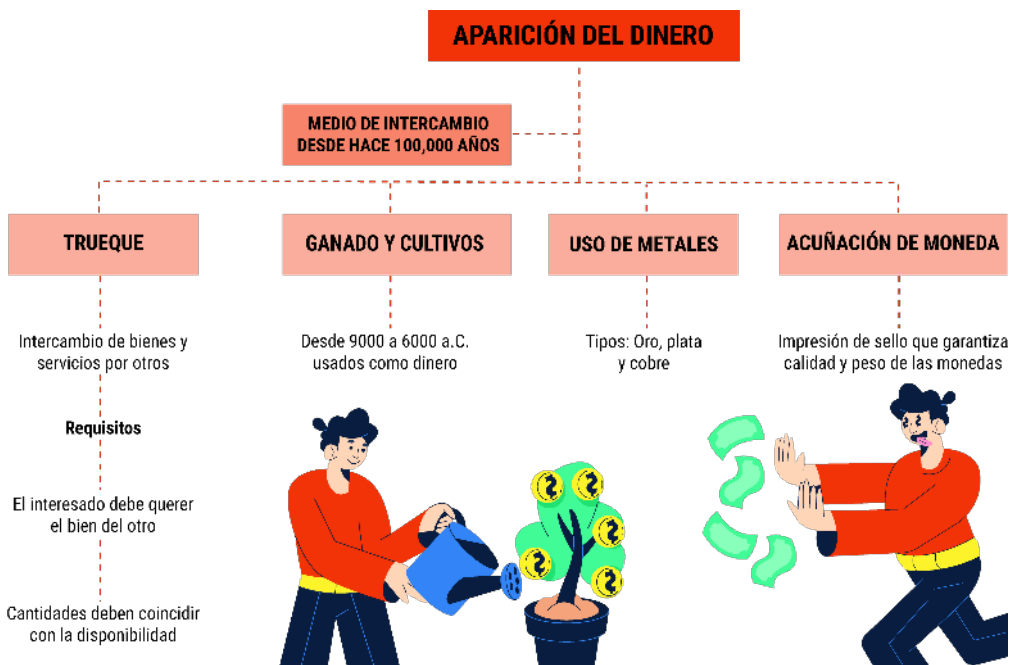 APARICIÓN DEL DINERO
MEDIO DE INTERCAMBIO
DESDE HACE 100,000 AÑOS
TRUEQUE
Intercambio de bienes y
servicios por otros
Requisitos
El interesado debe querer
el bien del otro
Cantidades deben coincidir
con la disponibilidad
GANADO Y CULTIVOS
Desde 9000 a 6000 a.C.
usados como dinero
USO DE METALES
Tipos: Oro, plata
y cobre
ACUÑACIÓN DE MONEDA
Impresión de sello que garantiza
calidad y peso de las monedas
$
$
$
$
$